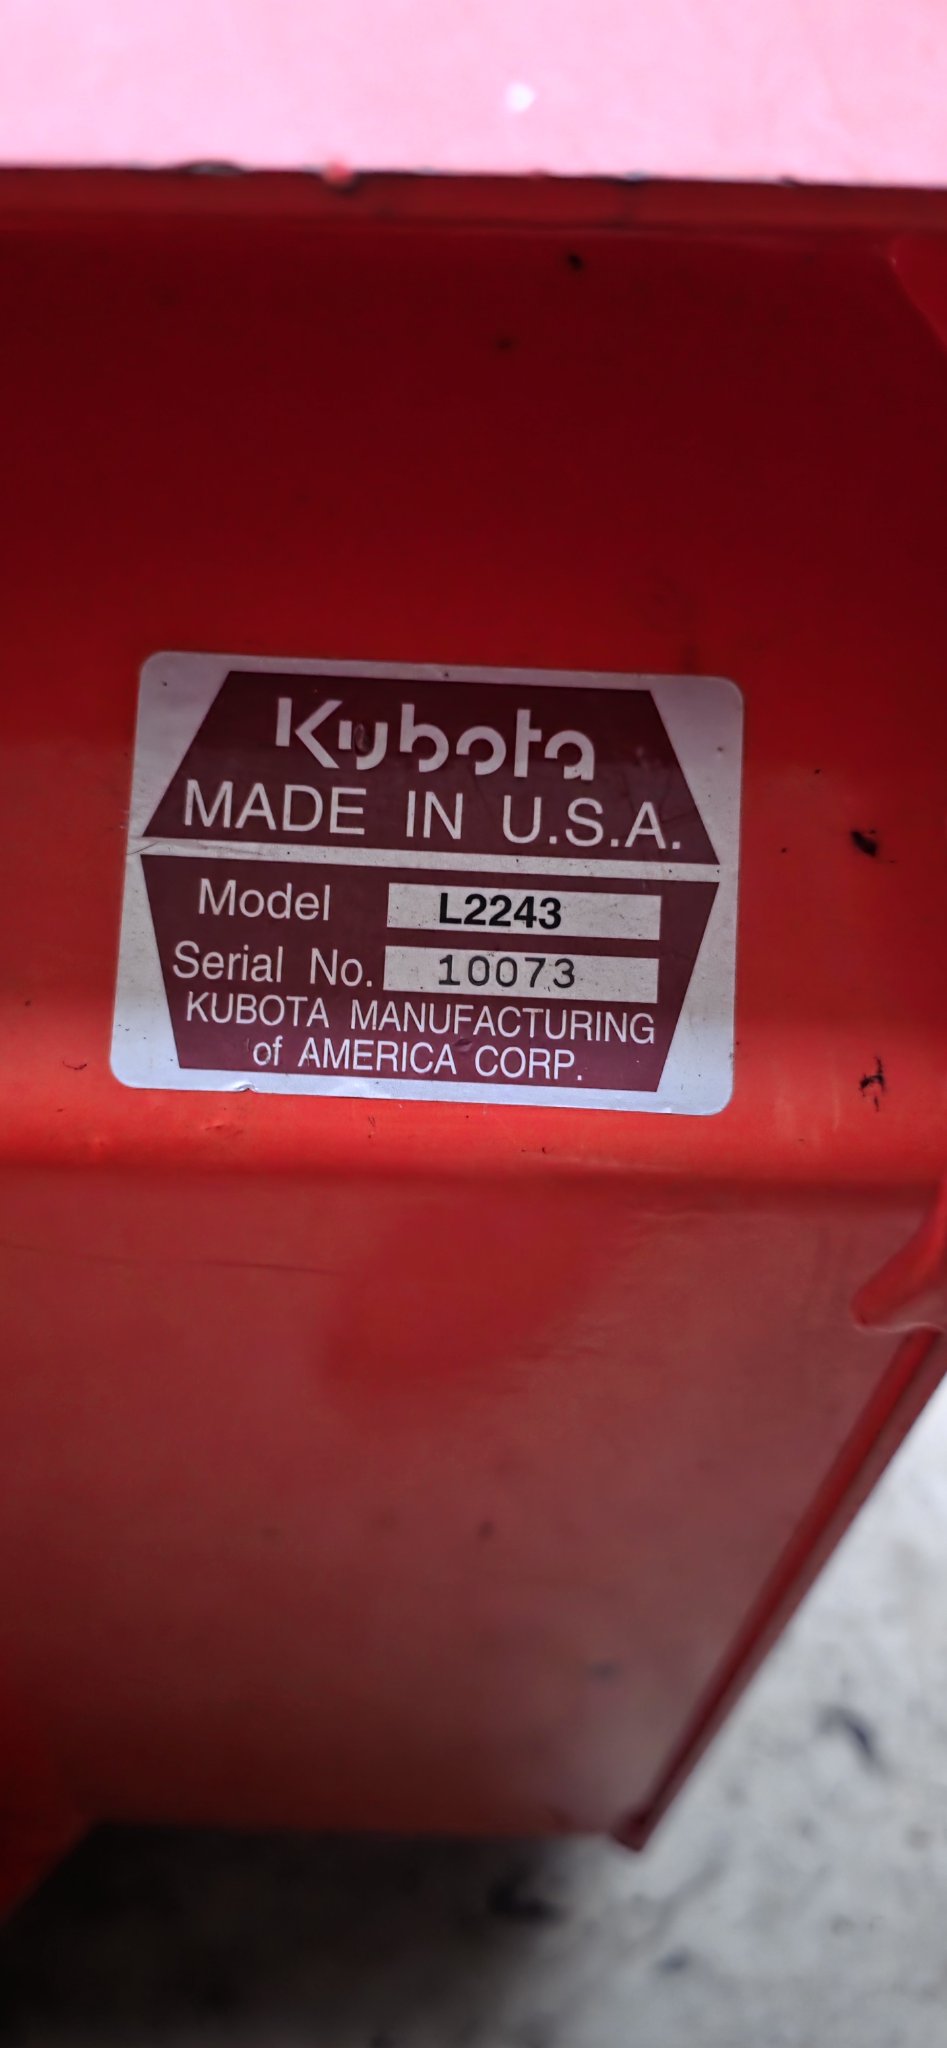 Kubota
MADE IN U.S.A.
Model L2243
Serial No. 10073
KUBOTA MANUFACTURING
of AMERICA CORP.